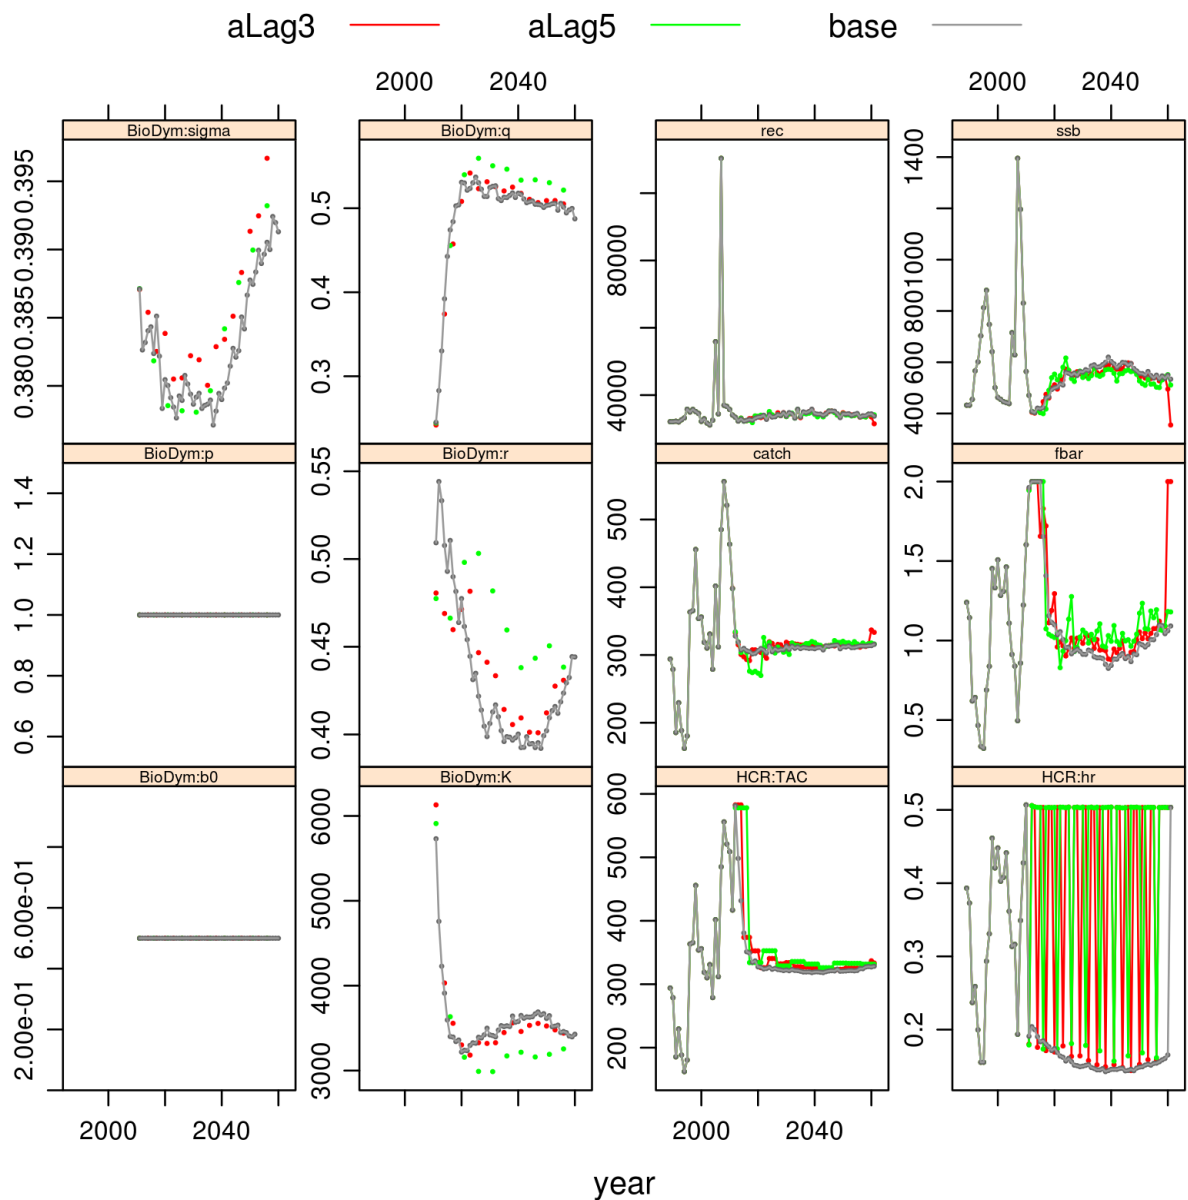 aLag3 aLag5 base
2000 2040 2000 2040
BioDym:sigma BioDym:q rec ssb
0.380 0.385 0.390 0.395
0.3 0.4 0.5
40000 80000
400 600 800 1000 1400
BioDym:p BioDym:r catch fbar
0.6 0.8 1.0 1.2 1.4
0.40 0.45 0.50 0.55
200 300 400 500
0.5 1.0 1.5 2.0
BioDym:b0 BioDym:K HCR:TAC HCR:hr
2.00e-01 6.00e-01
3000 4000 5000 6000
200 300 400 500 600
0.2 0.3 0.4 0.5
2000 2040 2000 2040
year